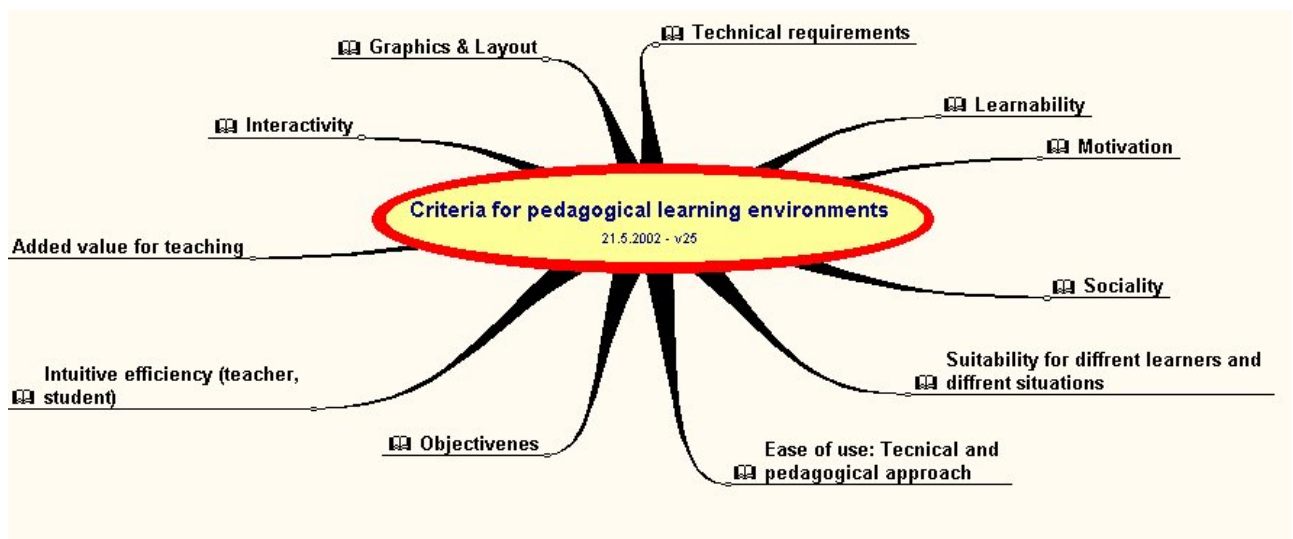 Technical requirements
Graphics & Layout
Learnability
Interactivity
Motivation
Criteria for pedagogical learning environments
21.5.2002 - v25
Added value for teaching
Sociality
Suitability for diffrent learners and
diffrent situations
Intuitive efficiency (teacher,
student)
Objectivenes
Ease of use: Tecnical and
pedagogical approach